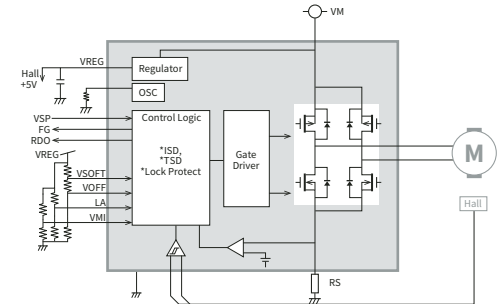 VM
VREG
Regulator
Hall
+5V
OSC
VSP
FG
RDO
VREG
VSOFT
VOFF
LA
VMI
Control Logic
*ISD,
*TSD
*Lock Protect
Gate
Driver
M
Hall
RS